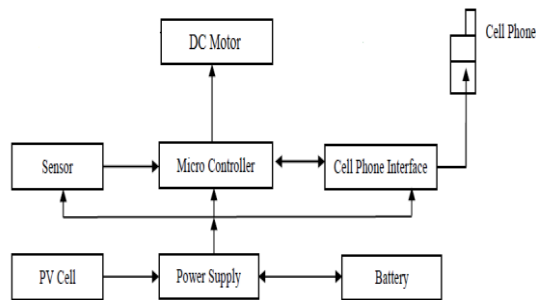 DC Motor
Cell Phone
Sensor
Micro Controller
Cell Phone Interface
PV Cell
Power Supply
Battery